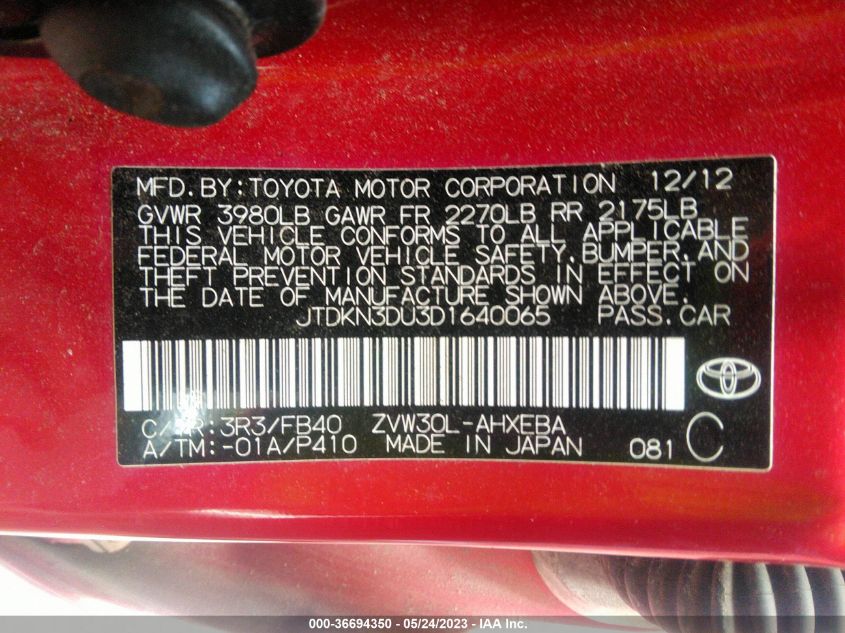 MFD.BY:TOYOTA MOTOR CORPORATION 12/12
GVWR 3980LB GAWR FR 2270LB RR 2175LB
THIS VEHICLE CONFORMS TO ALL APPLICABLE
FEDERAL MOTOR VEHICLE SAFETY,BUMPER,AND
THEFT PREVENTION STANDARDS IN EFFECT ON
THE DATE OF MANUFACTURE SHOWN ABOVE.
JTDKN3DU3D1640065 PASS.CAR
C/TR:3R3/FB40 ZVW30L-AHXEBA
A/TM:-01A/P410 MADE IN JAPAN 081 C
000-36694350 - 05/24/2023 - IAA Inc.